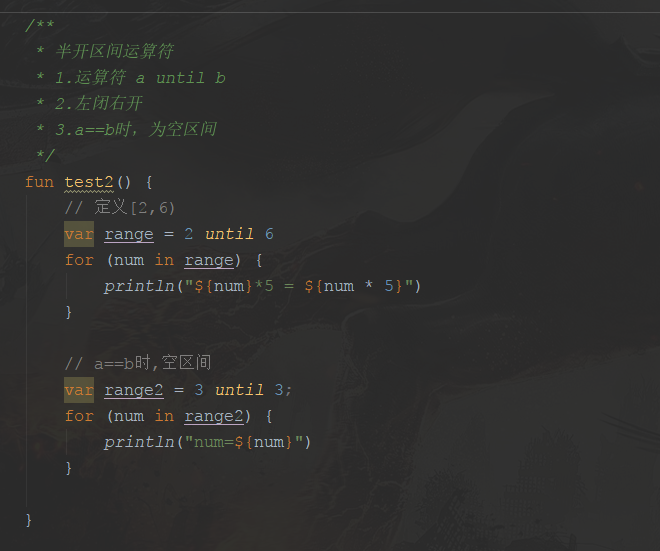 /**
 * 半开区间运算符
 * 1.运算符 a until b
 * 2.左闭右开
 * 3.a==b时，为空区间
 */
fun test2() {
    // 定义[2,6)
    var range = 2 until 6
    for (num in range) {
        println("${num}*5 = ${num * 5}")
    }

    // a==b时,空区间
    var range2 = 3 until 3;
    for (num in range2) {
        println("num=${num}")
    }

}